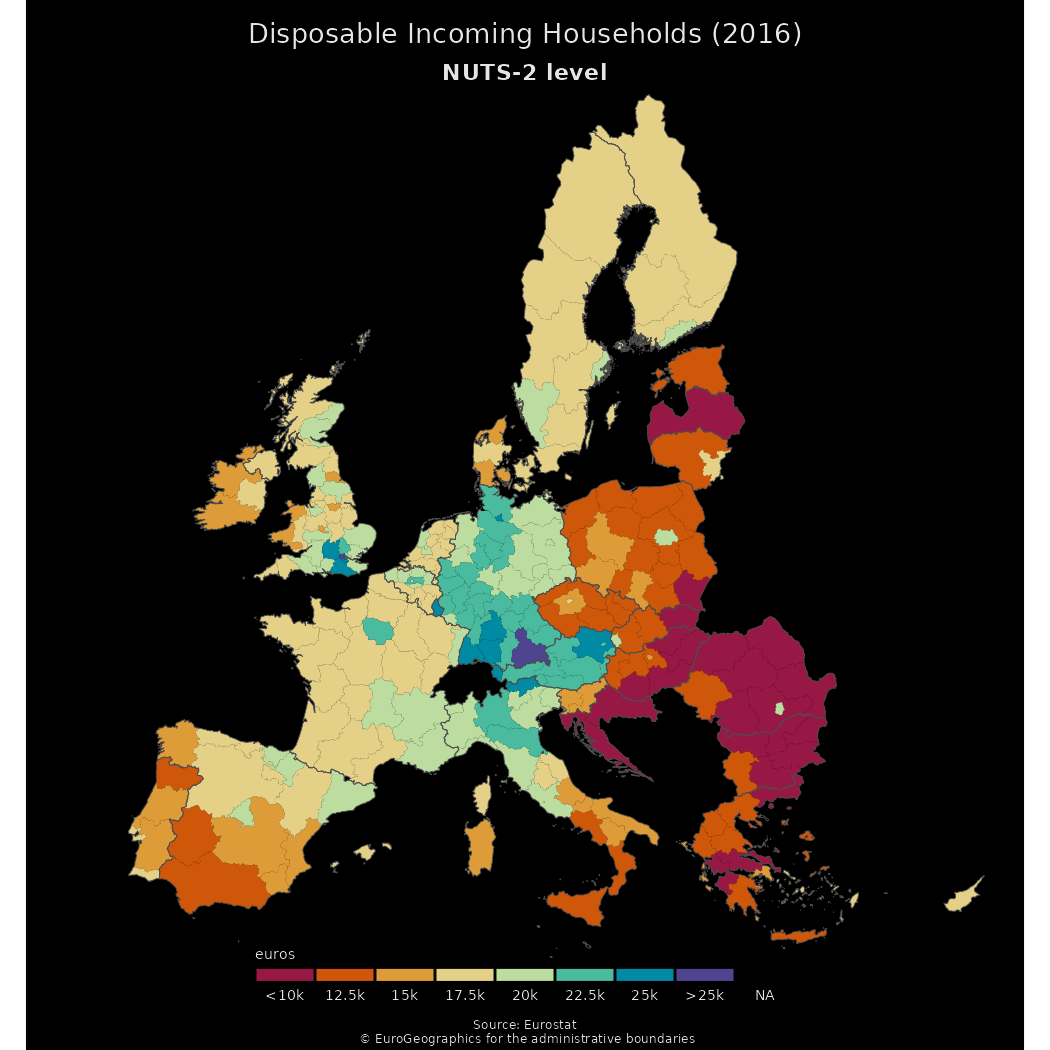 Disposable Incoming Households (2016)
NUTS-2 level
euros
<10k 12.5k 15k 17.5k 20k 22.5k 25k >25k NA
Source: Eurostat
© EuroGeographics for the administrative boundaries